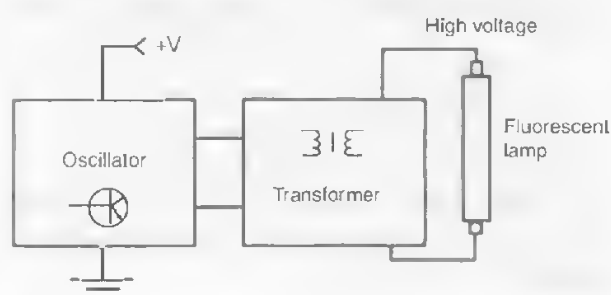 High voltage
+V
Oscillator
Transformer
Fluorescent
lamp